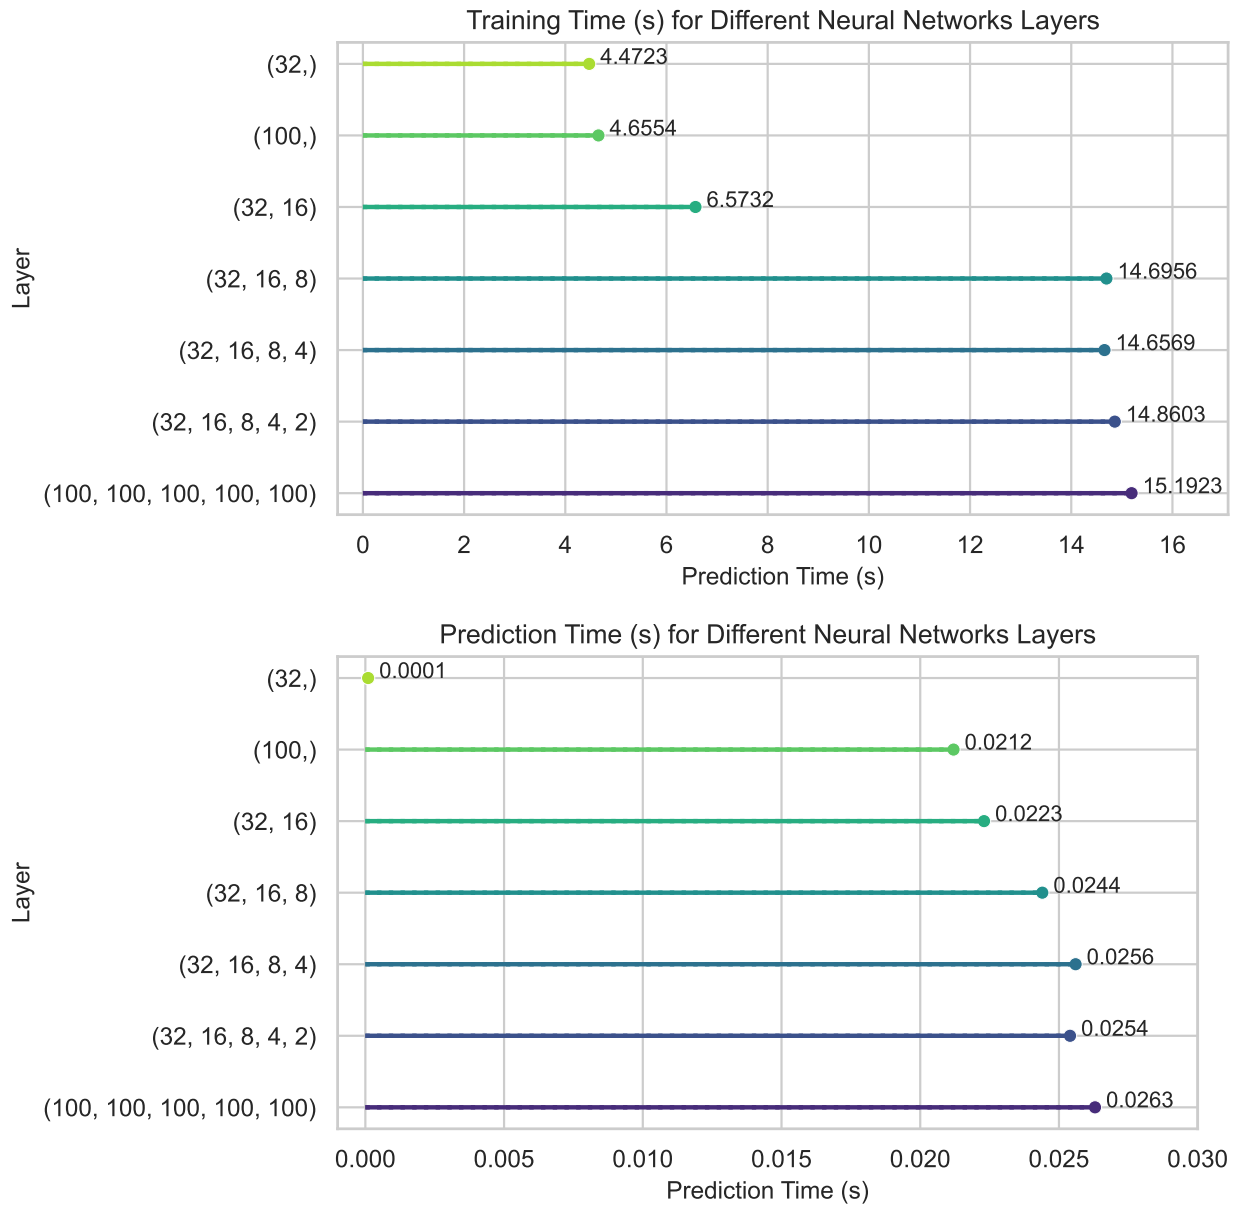 Training Time (s) for Different Neural Networks Layers
(32,)
4.4723
(100,)
4.6554
(32, 16)
6.5732
Layer
(32, 16, 8)
14.6956
(32, 16, 8, 4)
14.6569
(32, 16, 8, 4, 2)
14.8603
(100, 100, 100, 100, 100)
15.1923
0 2 4 6 8 10 12 14 16
Prediction Time (s)
Prediction Time (s) for Different Neural Networks Layers
(32,)
0.0001
(100,)
0.0212
(32, 16)
0.0223
Layer
(32, 16, 8)
0.0244
(32, 16, 8, 4)
0.0256
(32, 16, 8, 4, 2)
0.0254
(100, 100, 100, 100, 100)
0.0263
0.000 0.005 0.010 0.015 0.020 0.025 0.030
Prediction Time (s)